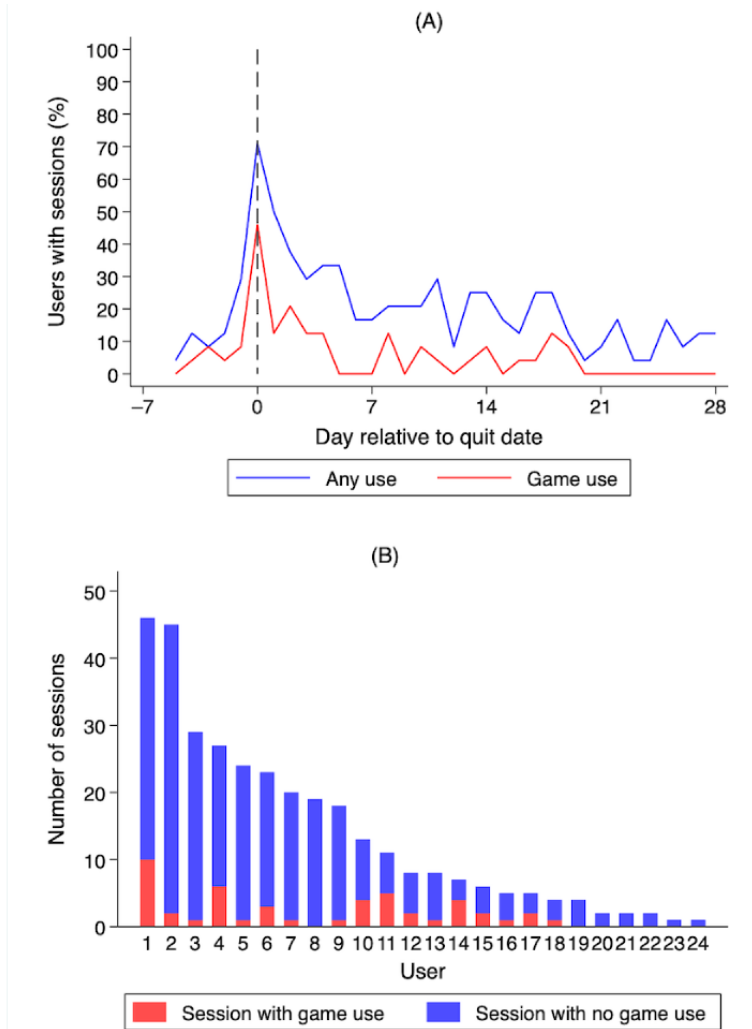 (A)
Users with sessions (%)
100
90
80
70
60
50
40
30
20
10
0
−7 0 7 14 21 28
Day relative to quit date
Any use Game use
(B)
Number of sessions
50
40
30
20
10
0
1 2 3 4 5 6 7 8 9 10 11 12 13 14 15 16 17 18 19 20 21 22 23 24
User
Session with game use Session with no game use